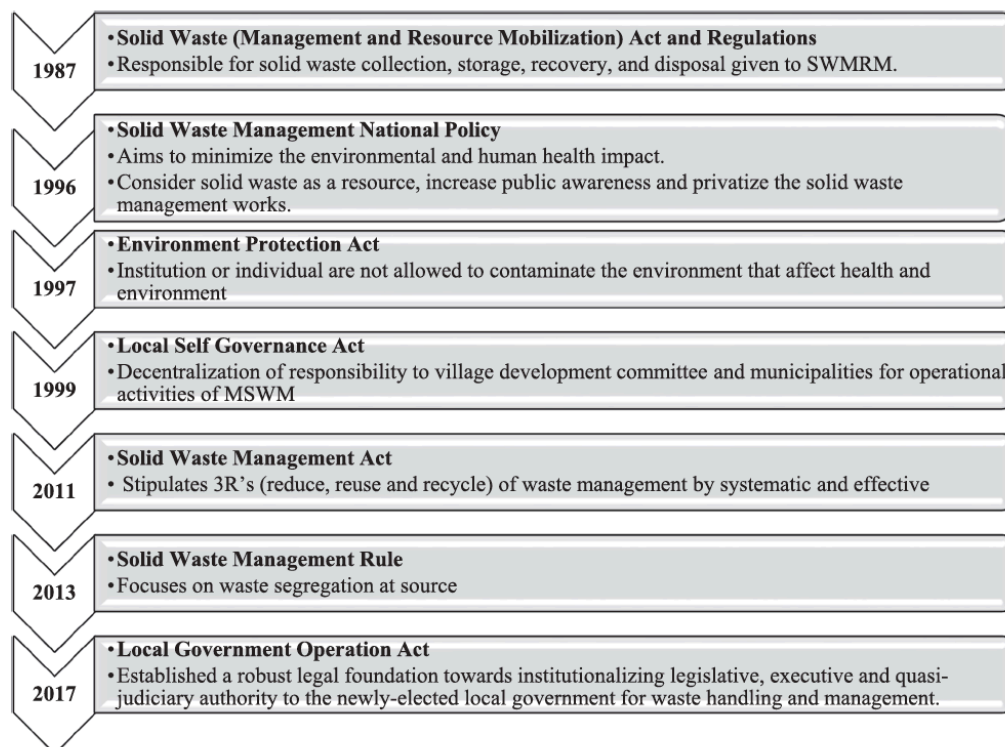 1987
•Solid Waste (Management and Resource Mobilization) Act and Regulations
•Responsible for solid waste collection, storage, recovery, and disposal given to SWMRM.
1996
•Solid Waste Management National Policy
•Aims to minimize the environmental and human health impact.
•Consider solid waste as a resource, increase public awareness and privatize the solid waste
management works.
1997
•Environment Protection Act
•Institution or individual are not allowed to contaminate the environment that affect health and
environment
1999
•Local Self Governance Act
•Decentralization of responsibility to village development committee and municipalities for operational
activities of MSWM
2011
•Solid Waste Management Act
• Stipulates 3R’s (reduce, reuse and recycle) of waste management by systematic and effective
2013
•Solid Waste Management Rule
•Focuses on waste segregation at source
2017
•Local Government Operation Act
•Established a robust legal foundation towards institutionalizing legislative, executive and quasi-
judiciary authority to the newly-elected local government for waste handling and management.